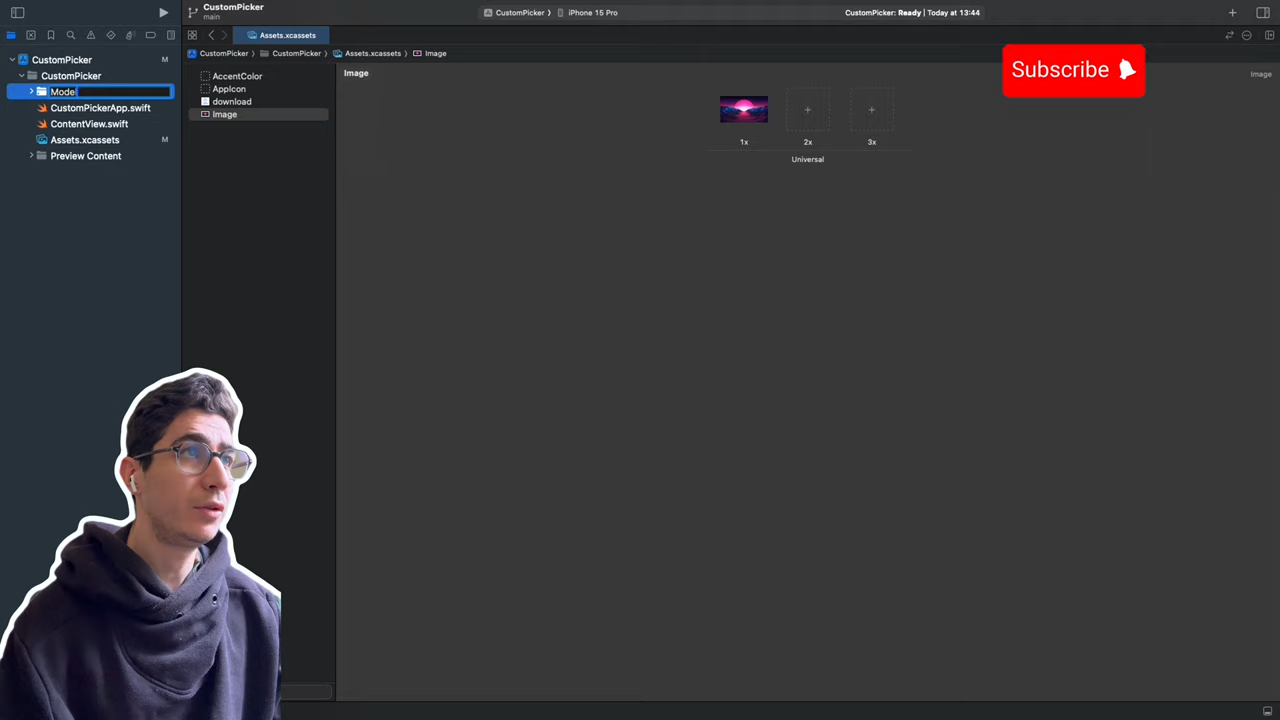 CustomPicker
main
CustomPicker
iPhone 15 Pro
CustomPicker: Ready | Today at 13:44
Assets.xcassets
CustomPicker
M
CustomPicker
Mode
CustomPickerApp.swift
ContentView.swift
Assets.xcassets
M
Preview Content
CustomPicker
CustomPicker
Assets.xcassets
Image
AccentColor
AppIcon
download
Image
Image
Image
1x
2x
3x
Universal
Subscribe